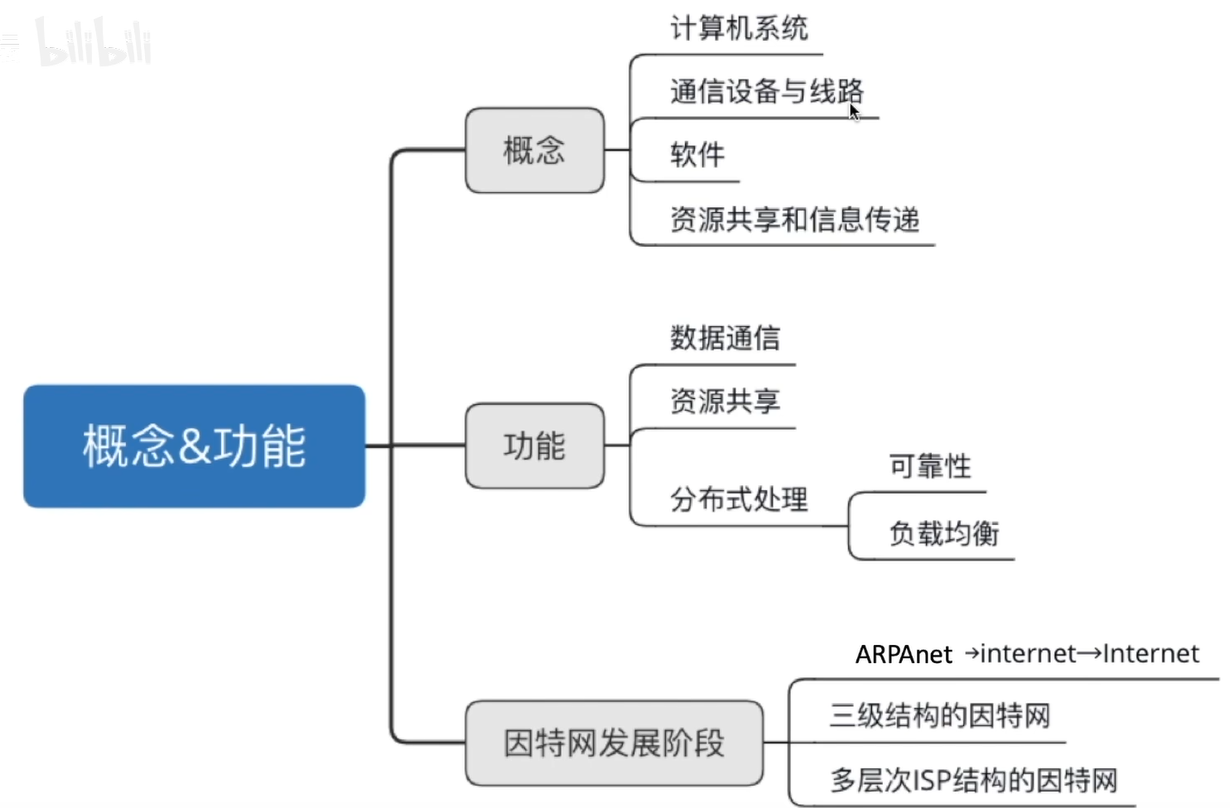 bilibili
计算机系统
通信设备与线路
概念
软件
资源共享和信息传递
数据通信
资源共享
概念&功能
功能
分布式处理
可靠性
负载均衡
ARPAnet →internet→Internet
因特网发展阶段
三级结构的因特网
多层次ISP结构的因特网